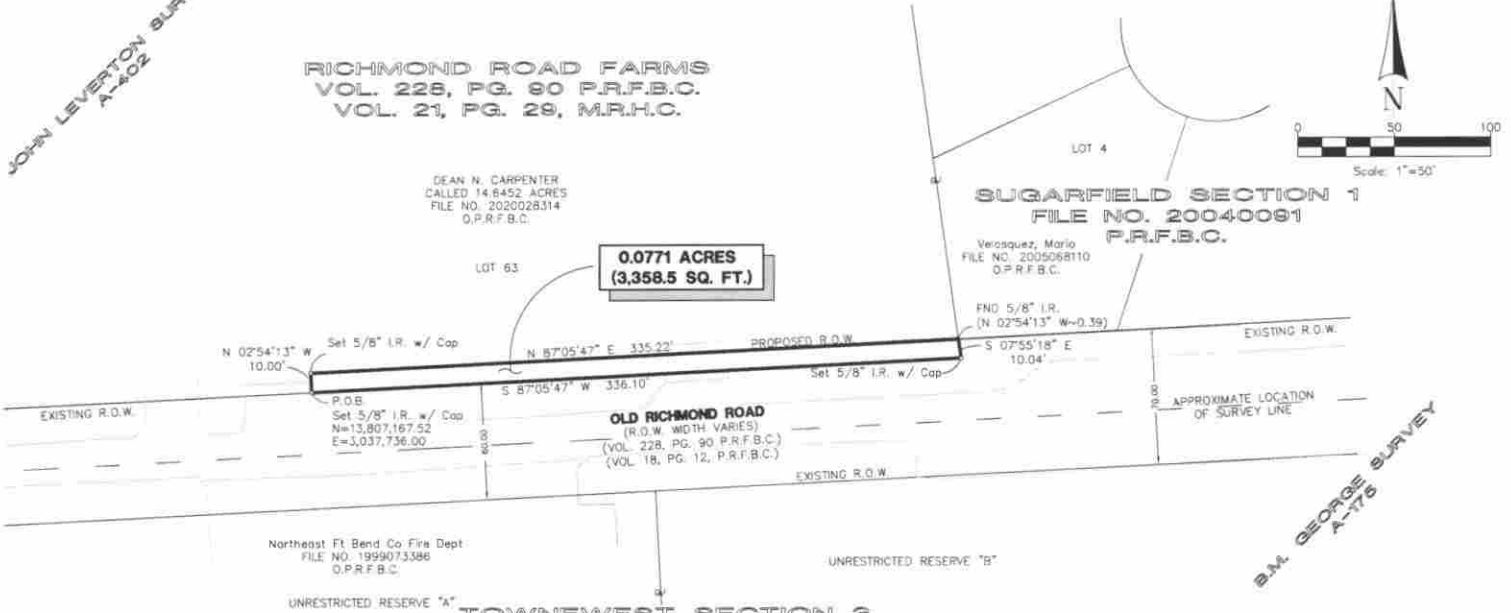 JOHN LEVERTON SUR
A-402
RICHMOND ROAD FARMS
VOL. 228, PG. 90 P.R.F.B.C.
VOL. 21, PG. 29, M.R.H.C.
DEAN N. CARPENTER
CALLED 14.6452 ACRES
FILE NO. 2020028314
O.P.R.F.B.C.
LOT 63
0.0771 ACRES
(3,358.5 SQ. FT.)
LOT 4
N
0 50 100
Scale: 1"=50'
SUGARFIELD SECTION 1
FILE NO. 20040091
P.R.F.B.C.
Velasquez, Mario
FILE NO. 2005068110
O.P.R.F.B.C.
FND 5/8" I.R.
(N 02°54'13" W~0.39)
N 02°54'13" W
10.00'
Set 5/8" I.R. w/ Cap
N 87°05'47" E 335.22'
PROPOSED R.O.W.
EXISTING R.O.W.
S 07°55'18" E
10.04'
S 87°05'47" W 336.10'
Set 5/8" I.R. w/ Cap
EXISTING R.O.W.
P.O.B.
Set 5/8" I.R. w/ Cap
N=13,807,167.52
E=3,037,736.00
OLD RICHMOND ROAD
(R.O.W. WIDTH VARIES)
(VOL. 228, PG. 90 P.R.F.B.C.)
(VOL. 18, PG. 12, P.R.F.B.C.)
APPROXIMATE LOCATION
OF SURVEY LINE
EXISTING R.O.W.
B.M. GEORGE SURVEY
A-176
Northeast Ft Bend Co Fire Dept
FILE NO. 1999073386
O.P.R.F.B.C.
UNRESTRICTED RESERVE "B"
UNRESTRICTED RESERVE "A"
TOWNEWEST SECTION